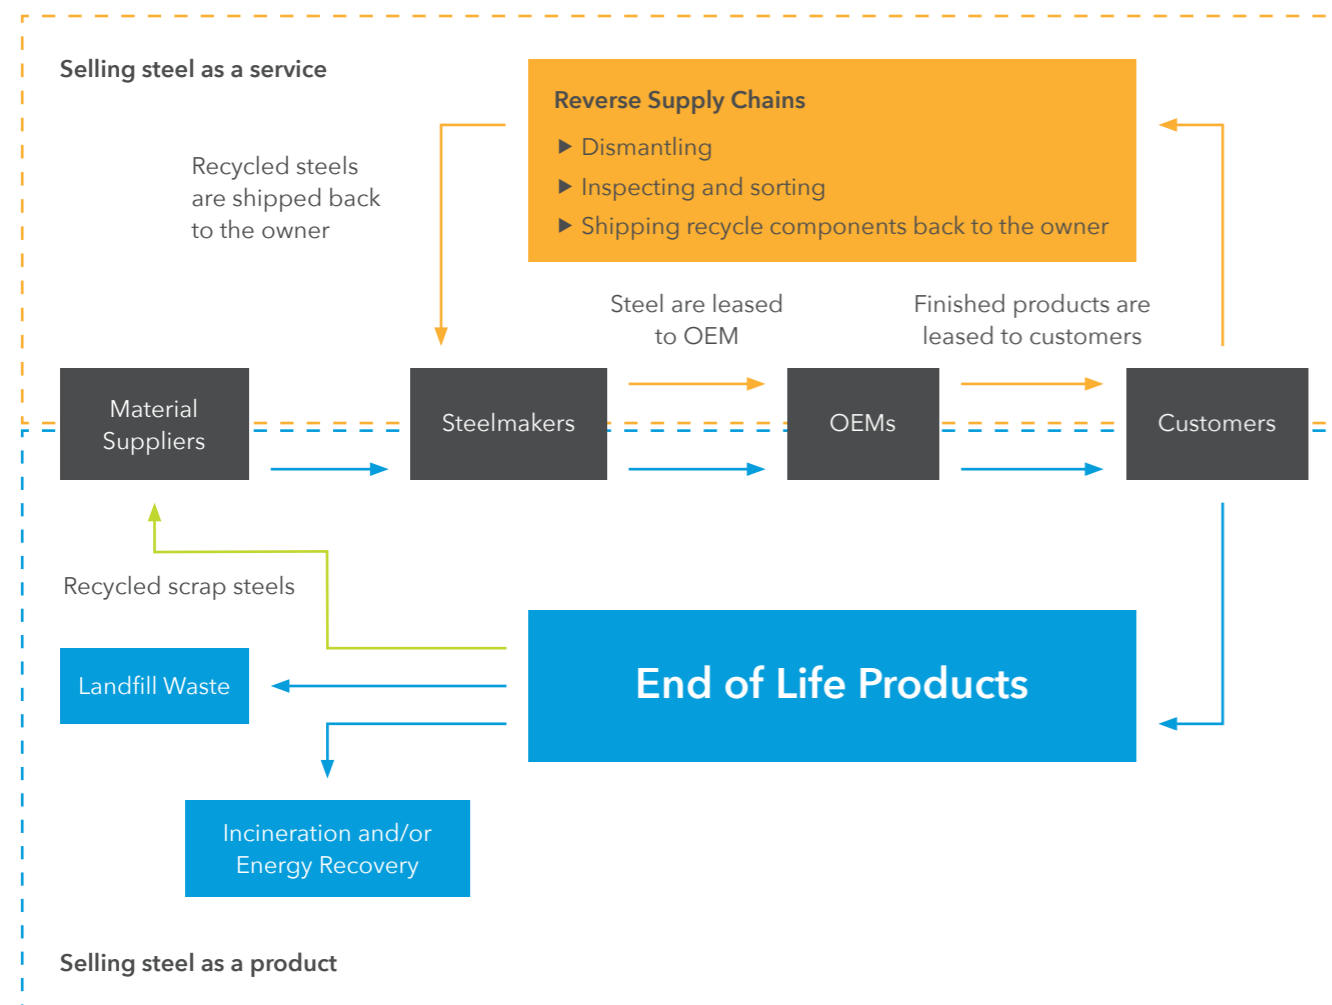 Selling steel as a service
Reverse Supply Chains
Dismantling
Inspecting and sorting
Shipping recycle components back to the owner
Recycled steels
are shipped back
to the owner
Steel are leased
to OEM
Finished products are
leased to customers
Material
Suppliers
Steelmakers
OEMs
Customers
Recycled scrap steels
Landfill Waste
End of Life Products
Incineration and/or
Energy Recovery
Selling steel as a product